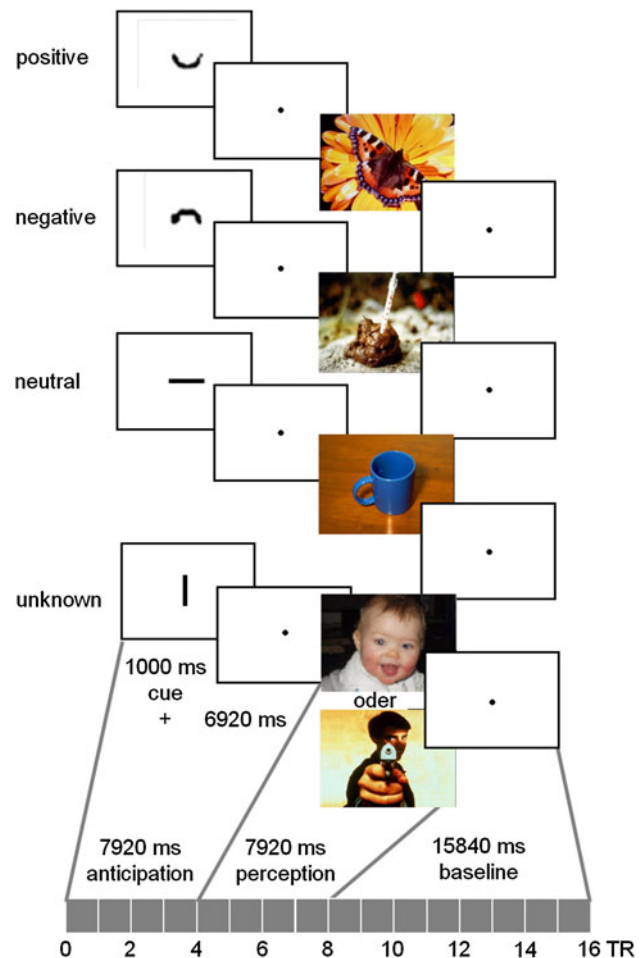 positive
negative
neutral
unknown
1000 ms
cue
+ 6920 ms
oder
7920 ms
anticipation
7920 ms
perception
15840 ms
baseline
0 2 4 6 8 10 12 14 16 TR